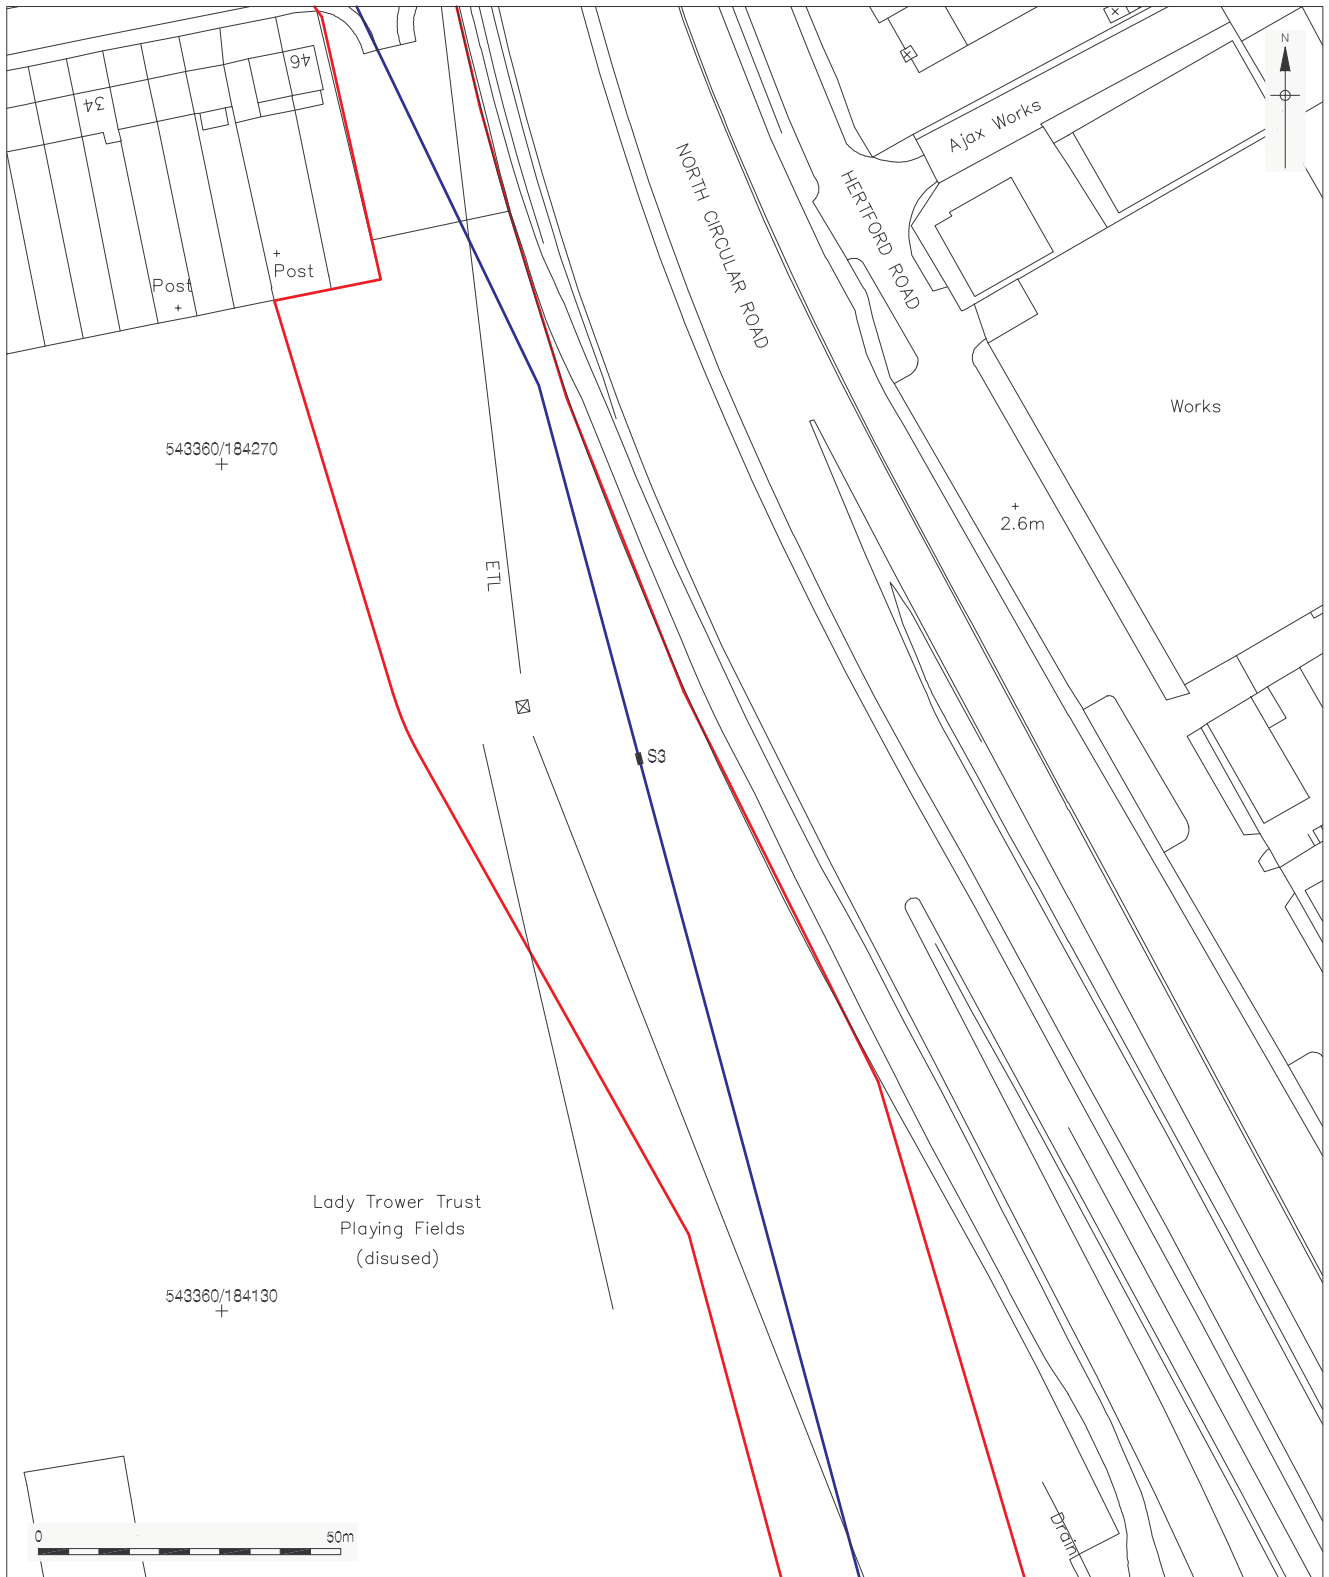 N
46
34
Ajax Works
NORTH CIRCULAR ROAD
HERTFORD ROAD
Post
Post
Works
543360/184270
2.6m
ETL
S3
Lady Trower Trust
Playing Fields
(disused)
543360/184130
Drain
0 50m